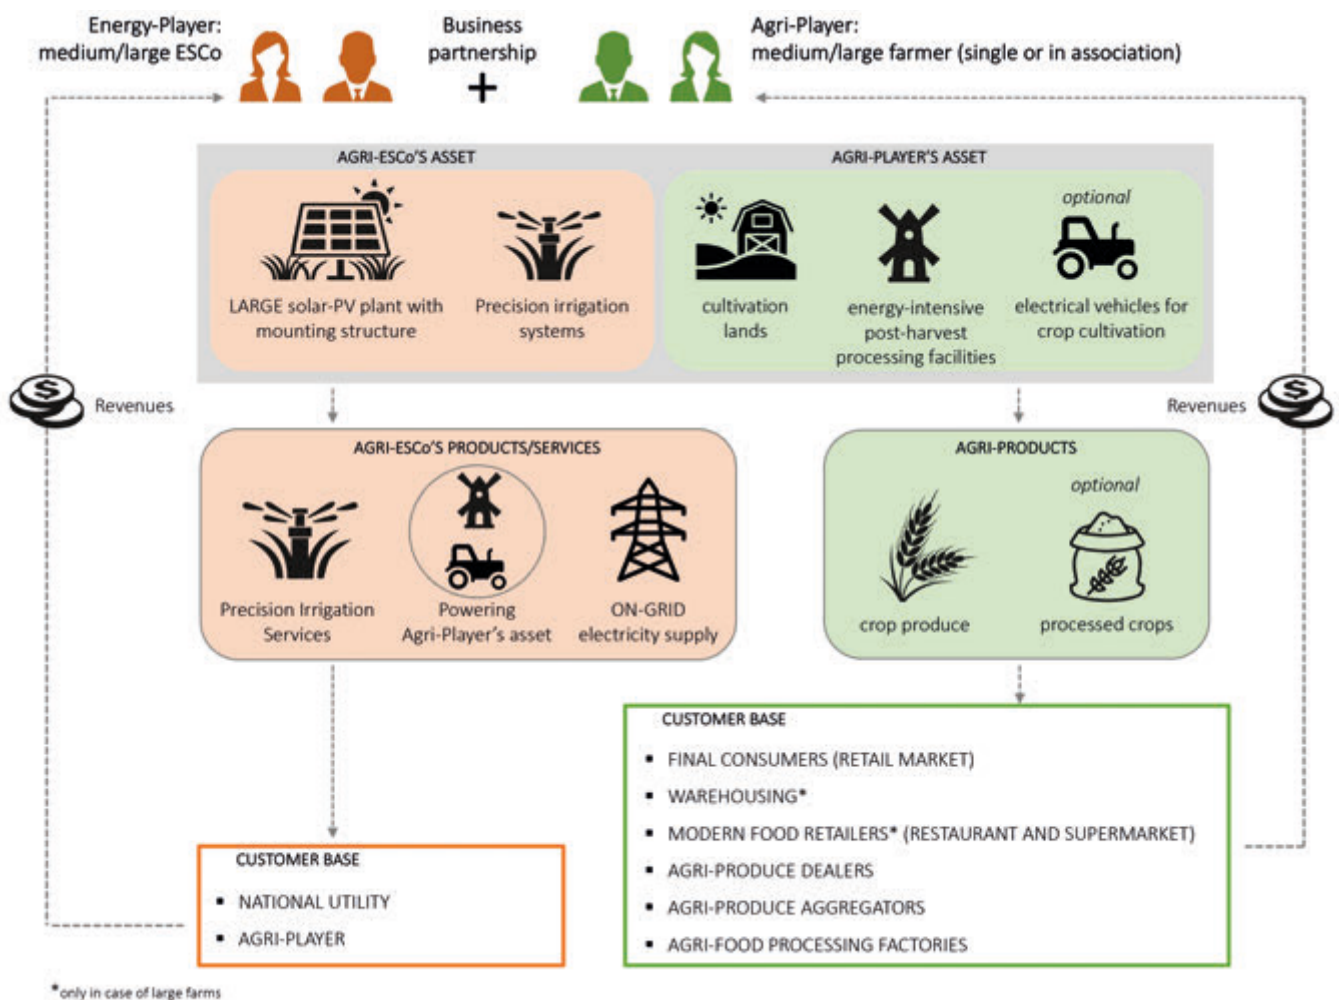 Energy-Player:
medium/large ESCo
Business
partnership
+
Agri-Player:
medium/large farmer (single or in association)
AGRI-ESCo'S ASSET
AGRI-PLAYER'S ASSET
optional
LARGE solar-PV plant with
mounting structure
Precision irrigation
systems
cultivation
lands
energy-intensive
post-harvest
processing facilities
electrical vehicles for
crop cultivation
$
Revenues
Revenues
$
AGRI-ESCo'S PRODUCTS/SERVICES
AGRI-PRODUCTS
optional
Precision Irrigation
Services
Powering
Agri-Player's asset
ON-GRID
electricity supply
crop produce
processed crops
CUSTOMER BASE
▪ FINAL CONSUMERS (RETAIL MARKET)
▪ WAREHOUSING*
▪ MODERN FOOD RETAILERS* (RESTAURANT AND SUPERMARKET)
▪ AGRI-PRODUCE DEALERS
▪ AGRI-PRODUCE AGGREGATORS
▪ AGRI-FOOD PROCESSING FACTORIES
CUSTOMER BASE
▪ NATIONAL UTILITY
▪ AGRI-PLAYER
*only in case of large farms